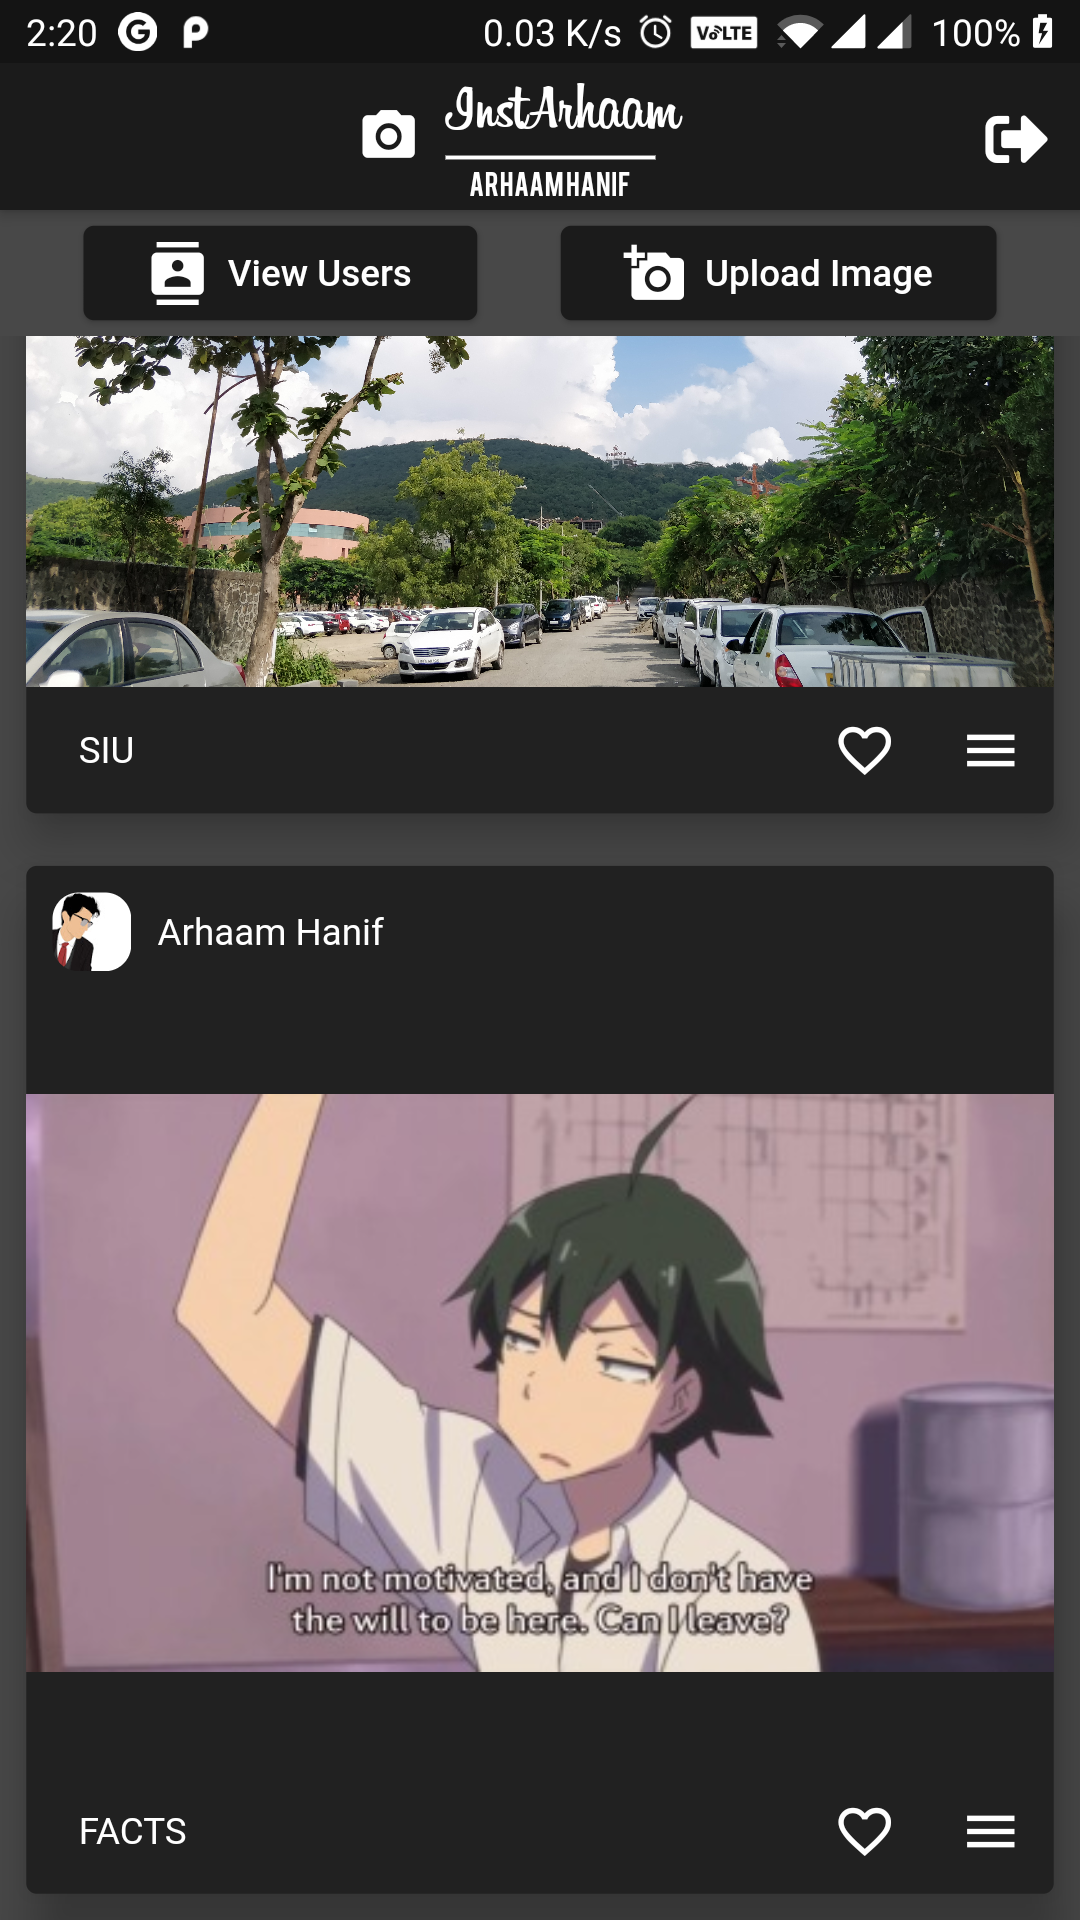 2:20
0.03 K/s
VoLTE
100%
InstArhaam
ARHAAMHANIF
View Users
Upload Image
SIU
Arhaam Hanif
I'm not motivated, and I don't have
the will to be here. Can I leave?
FACTS